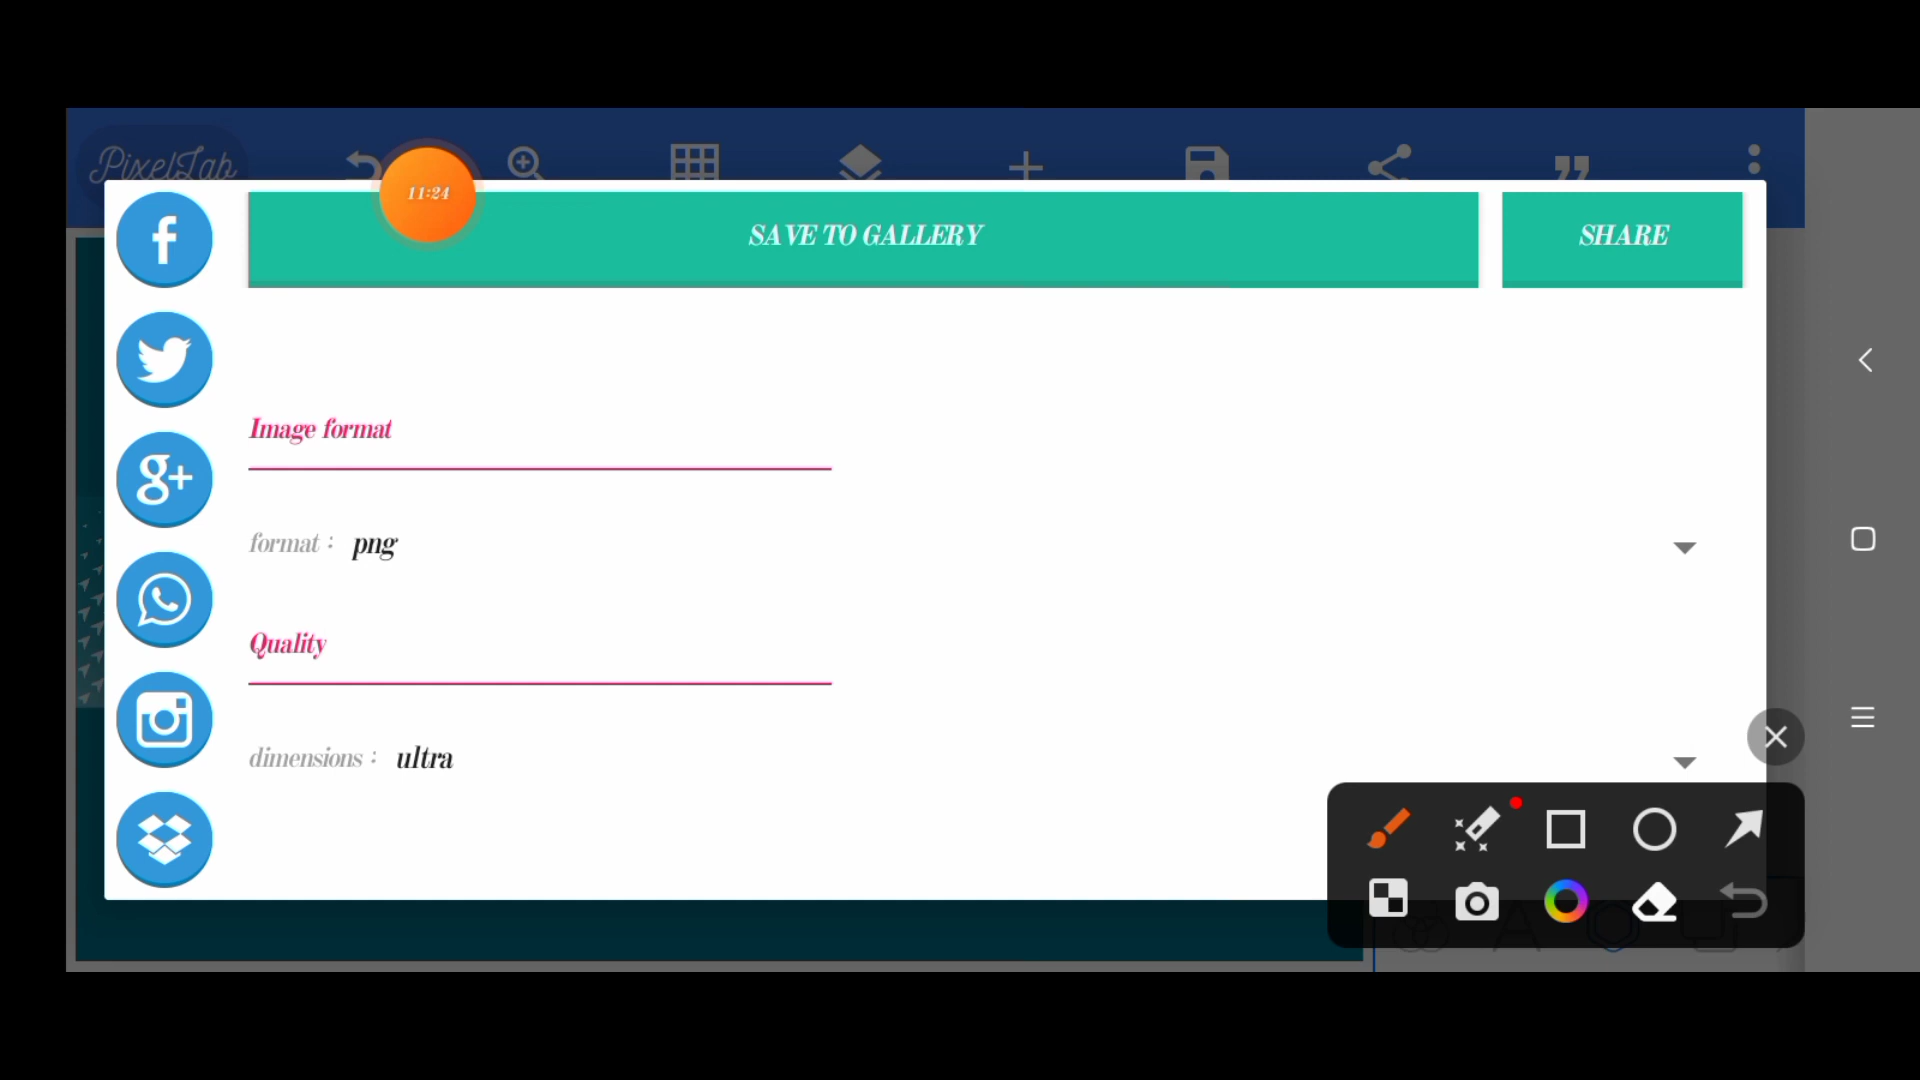 PixelLab
11:24
SAVE TO GALLERY
SHARE
Image format
format : png
Quality
dimensions : ultra